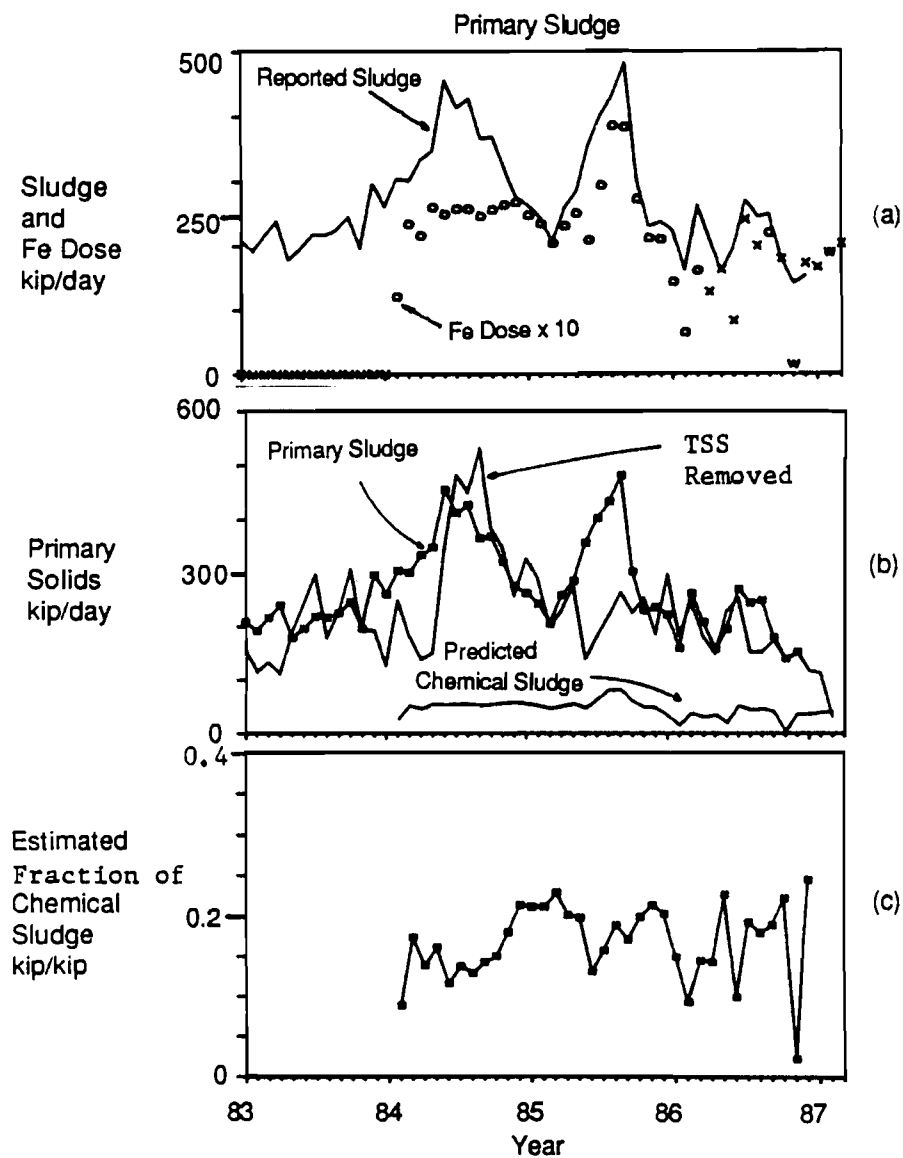 Primary Sludge
500
Reported Sludge
Sludge
and
Fe Dose
kip/day
250
(a)
Fe Dose x 10
0
600
Primary Sludge
TSS
Removed
Primary
Solids
kip/day
300
(b)
Predicted
Chemical Sludge
0
0.4
Estimated
Fraction of
Chemical
Sludge
kip/kip
0.2
(c)
0
83 84 85 86 87
Year